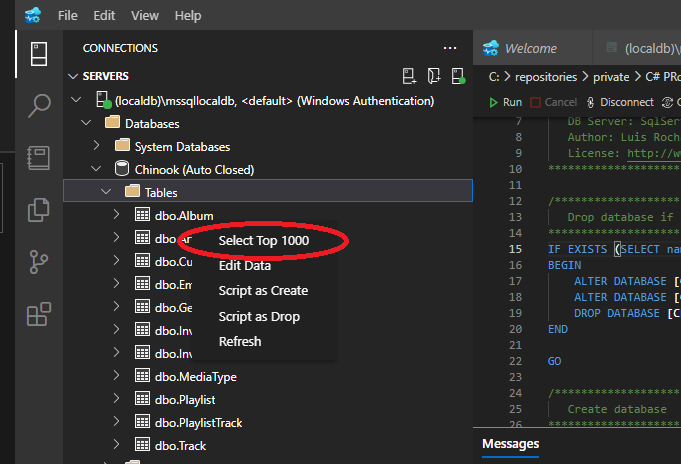 File Edit View Help
CONNECTIONS
SERVERS
(localdb)\mssqllocaldb, <default> (Windows Authentication)
Databases
System Databases
Chinook (Auto Closed)
Tables
dbo.Album
dbo.Ar
dbo.Cu
dbo.Em
dbo.Ge
dbo.Inv
dbo.Inv
dbo.MediaType
dbo.Playlist
dbo.PlaylistTrack
dbo.Track
Select Top 1000
Edit Data
Script as Create
Script as Drop
Refresh
Welcome
(localdb)\m
C: > repositories > private > C# PRo
Run Cancel Disconnect
7 DB Server: SqlServ
8 Author: Luis Roch
9 License: http://w
10 *********************
11
12 /********************
13 Drop database if
14 *********************
15 IF EXISTS (SELECT nam
16 BEGIN
17 ALTER DATABASE [C
18 ALTER DATABASE [C
19 DROP DATABASE [C
20 END
21
22 GO
23
24 /********************
25 Create database
26 *********************
Messages